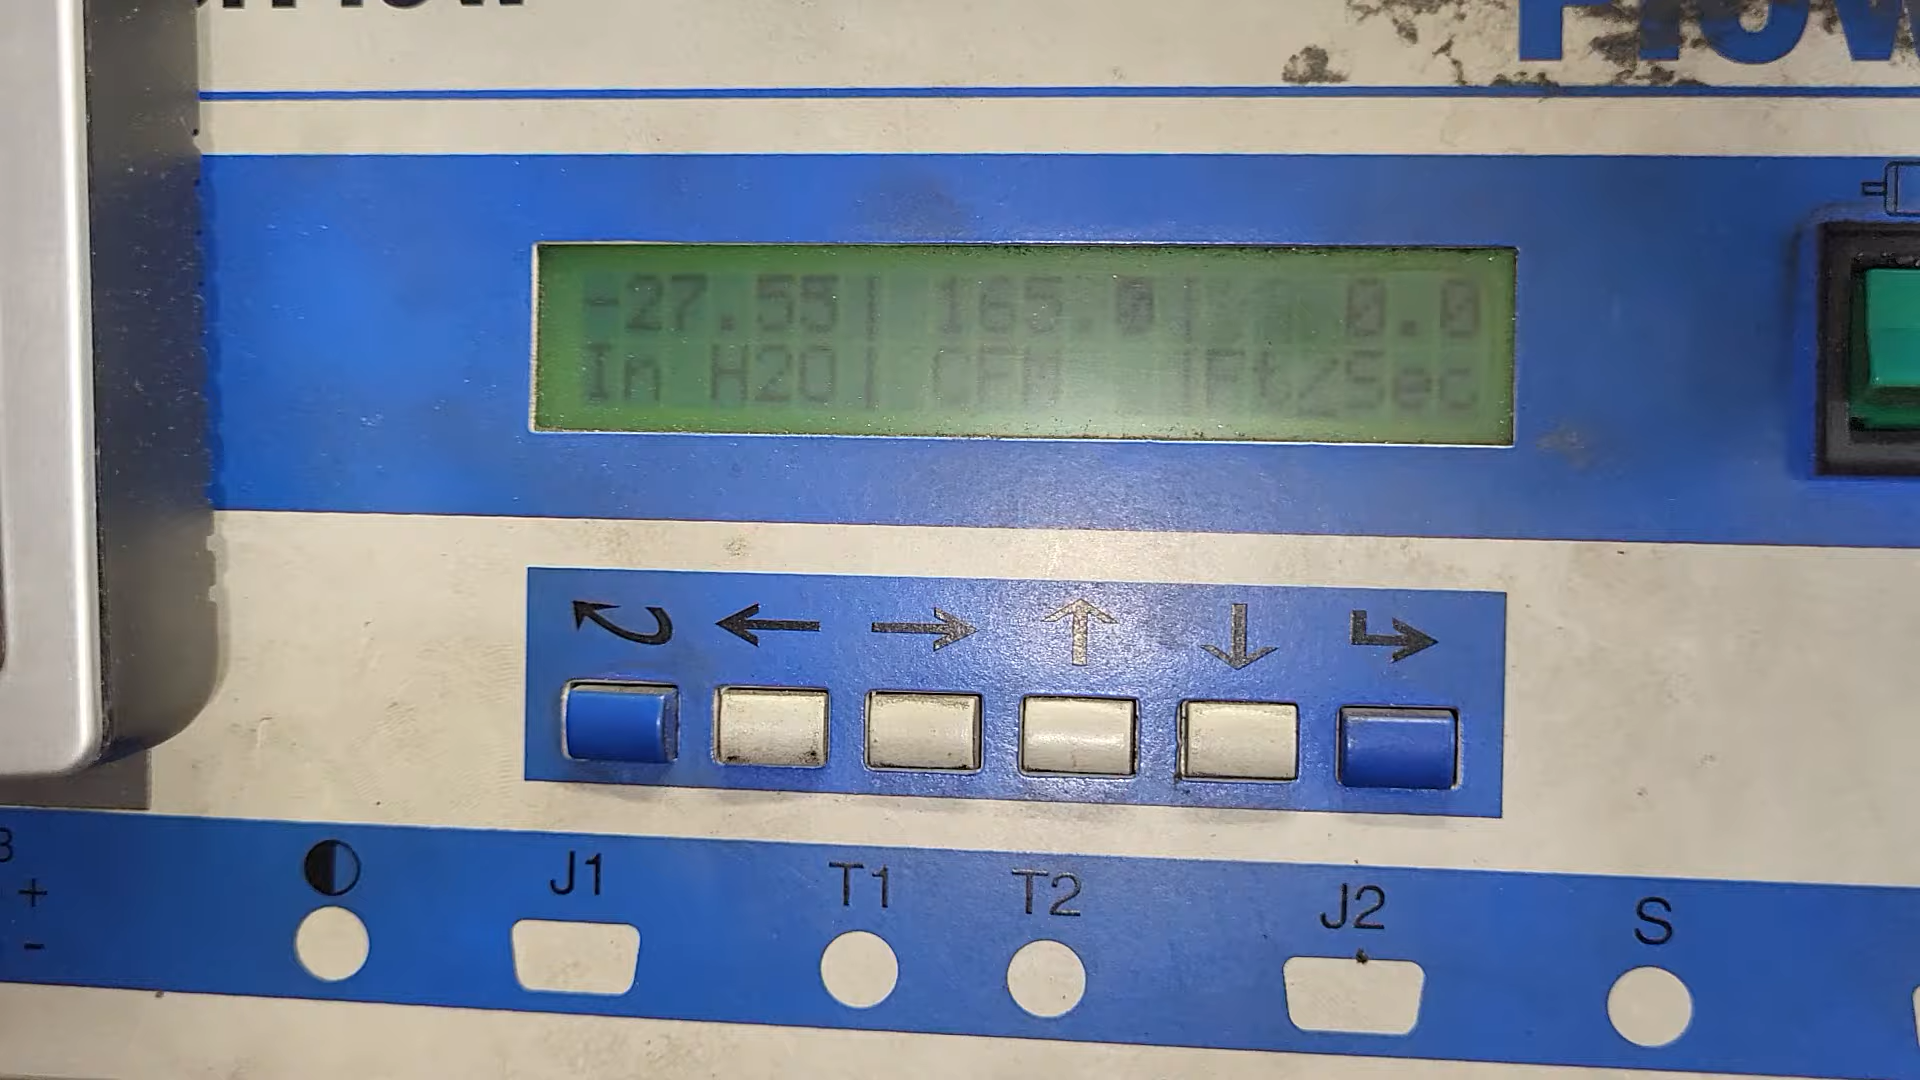 -27.55| 165.0| 0.0
In H2O| CFM |Ft/Sec
J1
T1
T2
J2
S
+
-